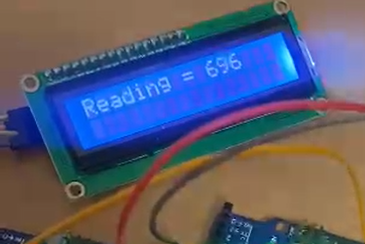 Reading = 696